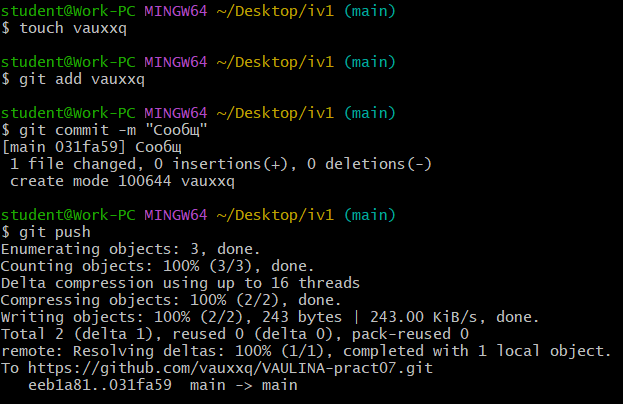 student@Work-PC MINGW64 ~/Desktop/iv1 (main)
$ touch vauxxq
student@Work-PC MINGW64 ~/Desktop/iv1 (main)
$ git add vauxxq
student@Work-PC MINGW64 ~/Desktop/iv1 (main)
$ git commit -m "Сообщ"
[main 031fa59] Сообщ
 1 file changed, 0 insertions(+), 0 deletions(-)
 create mode 100644 vauxxq
student@Work-PC MINGW64 ~/Desktop/iv1 (main)
$ git push
Enumerating objects: 3, done.
Counting objects: 100% (3/3), done.
Delta compression using up to 16 threads
Compressing objects: 100% (2/2), done.
Writing objects: 100% (2/2), 243 bytes | 243.00 KiB/s, done.
Total 2 (delta 1), reused 0 (delta 0), pack-reused 0
remote: Resolving deltas: 100% (1/1), completed with 1 local object.
To https://github.com/vauxxq/VAULINA-pract07.git
   eeb1a81..031fa59  main -> main